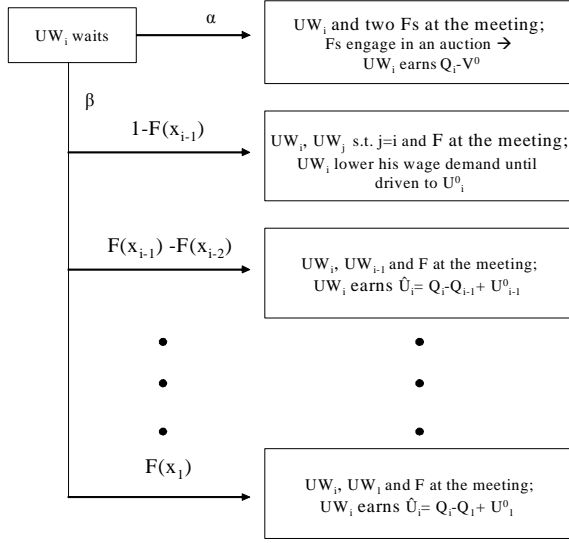 UWᵢ waits
α
UWᵢ and two Fs at the meeting;
Fs engage in an auction →
UWᵢ earns Qᵢ-V⁰
β
1-F(xᵢ₋₁)
UWᵢ, UWⱼ s.t. j=i and F at the meeting;
UWᵢ lower his wage demand until
driven to U⁰ᵢ
F(xᵢ₋₁) -F(xᵢ₋₂)
UWᵢ, UWᵢ₋₁ and F at the meeting;
UWᵢ earns Ûᵢ= Qᵢ-Qᵢ₋₁+ U⁰ᵢ₋₁
F(x₁)
UWᵢ, UW₁ and F at the meeting;
UWᵢ earns Ûᵢ= Qᵢ-Q₁+ U⁰₁